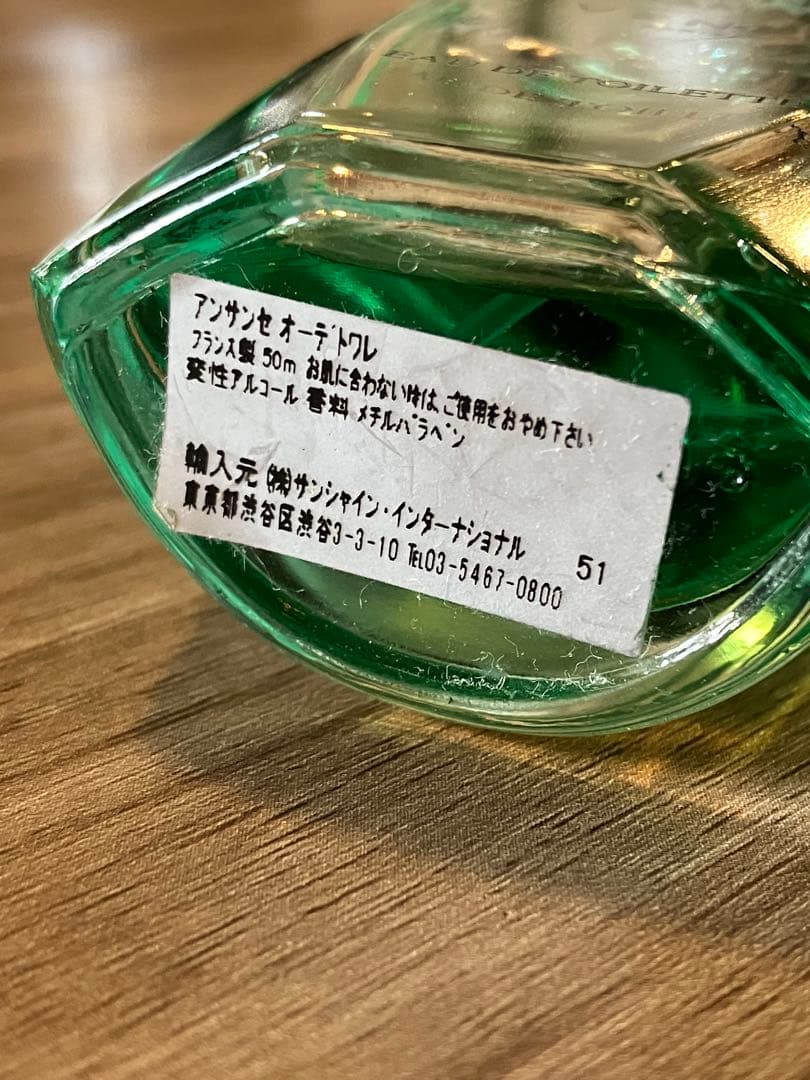 EAU DE TOILETTE
アンサンセ オーデトワレ
フランス製 50m お肌に合わない時は、ご使用をおやめ下さい
変性アルコール 香料 メチルパラベン
輸入元 (株)サンシャイン・インターナショナル
東京都渋谷区渋谷3-3-10 TEL03-5467-0800
51